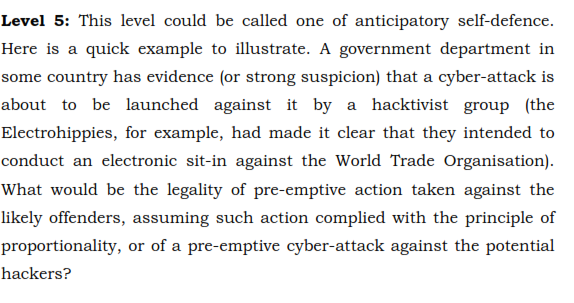 Level 5: This level could be called one of anticipatory self-defence.
Here is a quick example to illustrate. A government department in
some country has evidence (or strong suspicion) that a cyber-attack is
about to be launched against it by a hacktivist group (the
Electrohippies, for example, had made it clear that they intended to
conduct an electronic sit-in against the World Trade Organisation).
What would be the legality of pre-emptive action taken against the
likely offenders, assuming such action complied with the principle of
proportionality, or of a pre-emptive cyber-attack against the potential
hackers?